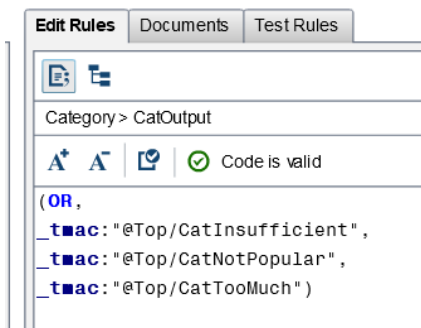 Edit Rules Documents Test Rules
Category > CatOutput
A+ A- Code is valid
(OR,
_tmac:"@Top/CatInsufficient",
_tmac:"@Top/CatNotPopular",
_tmac:"@Top/CatTooMuch")